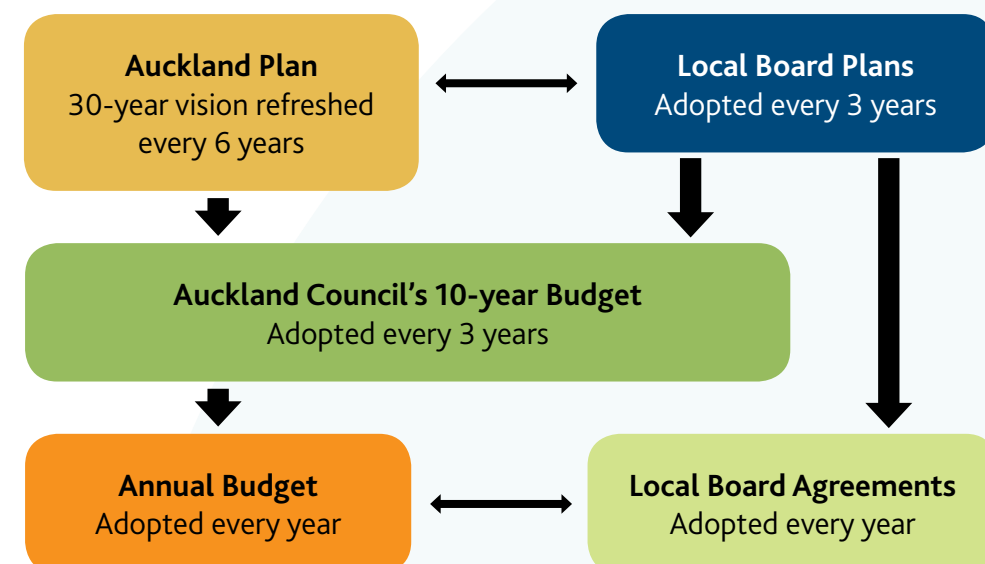 Auckland Plan
30-year vision refreshed
every 6 years
Local Board Plans
Adopted every 3 years
Auckland Council’s 10-year Budget
Adopted every 3 years
Annual Budget
Adopted every year
Local Board Agreements
Adopted every year